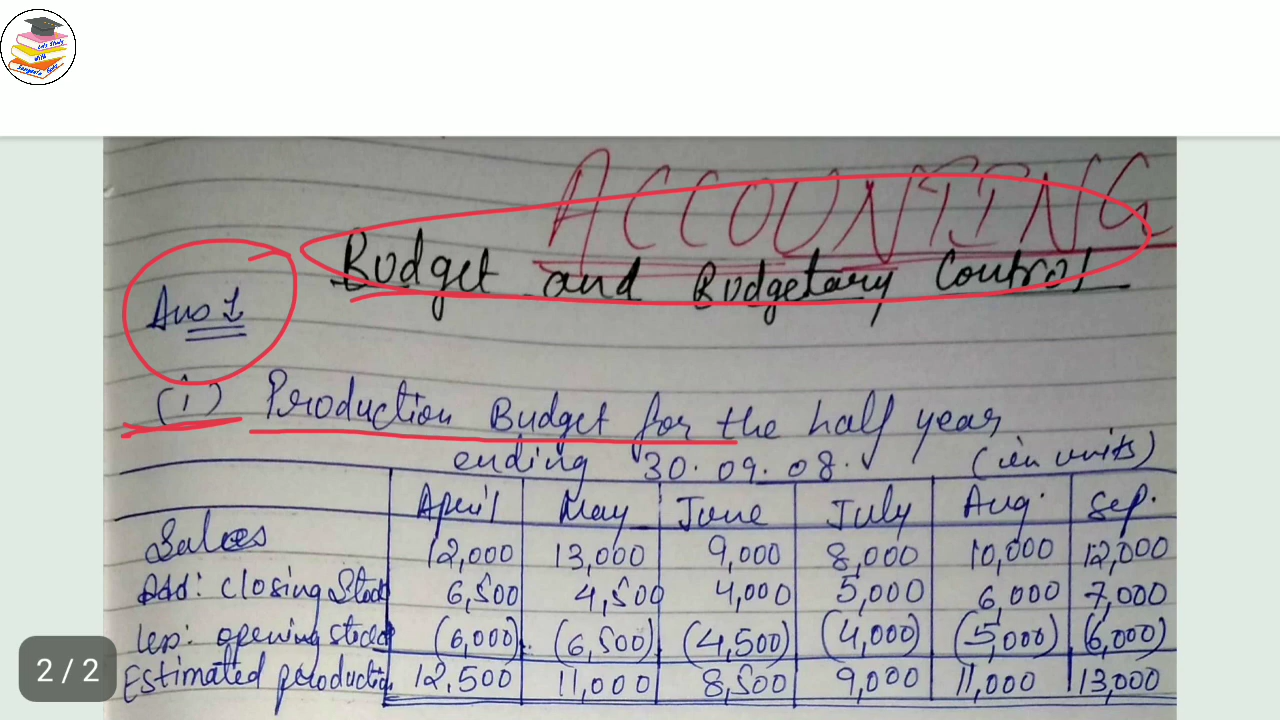 Let's Study
With
ACCOUNTING
Budget and Budgetary Control
Ans 1
(i) Production Budget for the half year
ending 30.09.08. (in units)
April May June July Aug. Sep.
Sales 12,000 13,000 9,000 8,000 10,000 12,000
Add: closing Stock 6,500 4,500 4,000 5,000 6,000 7,000
Less: opening stock (6,000) (6,500) (4,500) (4,000) (5,000) (6,000)
Estimated production 12,500 11,000 8,500 9,000 11,000 13,000
2 / 2